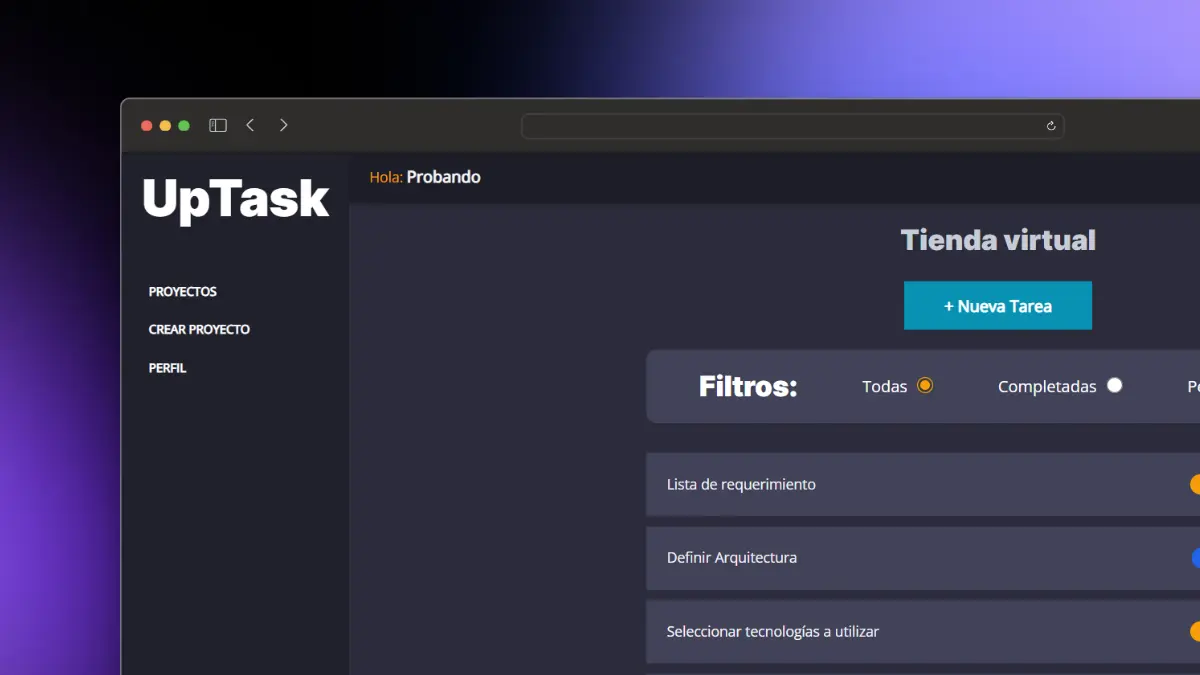 UpTask
PROYECTOS
CREAR PROYECTO
PERFIL
Hola: Probando
Tienda virtual
+ Nueva Tarea
Filtros: Todas Completadas
Lista de requerimiento
Definir Arquitectura
Seleccionar tecnologías a utilizar